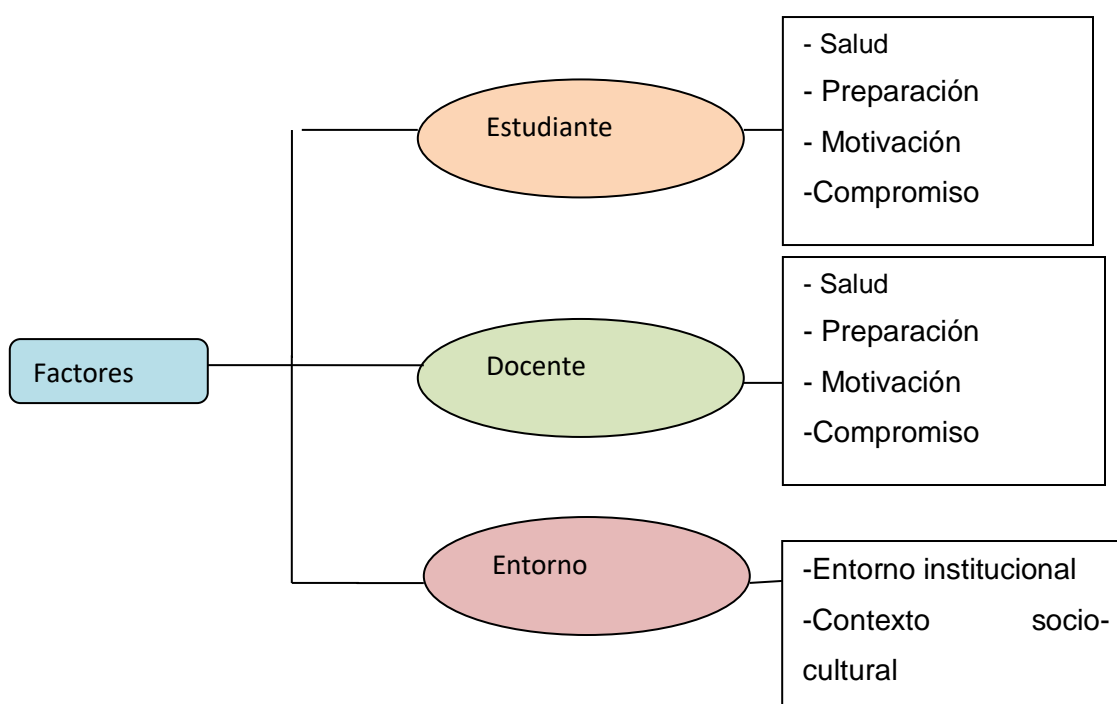 Factores
Estudiante
- Salud
- Preparación
- Motivación
-Compromiso
Docente
- Salud
- Preparación
- Motivación
-Compromiso
Entorno
-Entorno institucional
-Contexto socio-
cultural